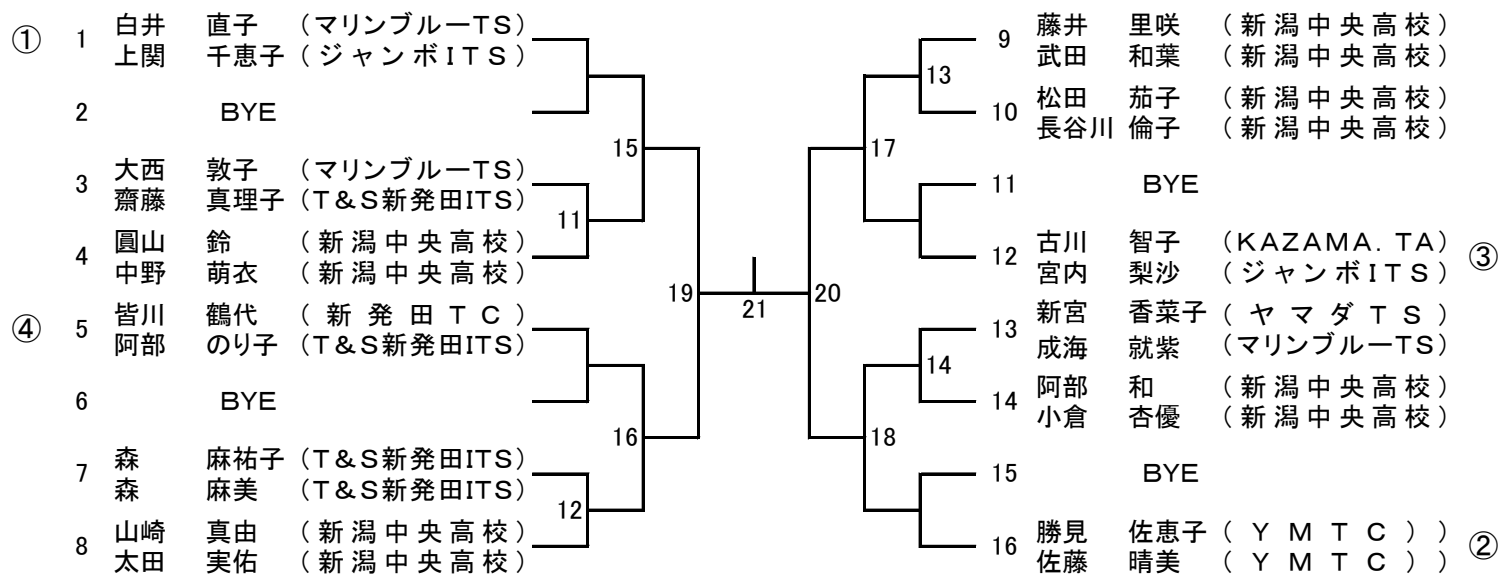 ① 1 白井 直子 (マリンブルーTS)
上関 千恵子 (ジャンボITS)
2 BYE
3 大西 敦子 (マリンブルーTS)
齋藤 真理子 (T&S新発田ITS)
4 圓山 鈴 (新潟中央高校)
中野 萌衣 (新潟中央高校)
④ 5 皆川 鶴代 (新発田TC)
阿部 のり子 (T&S新発田ITS)
6 BYE
7 森 麻祐子 (T&S新発田ITS)
森 麻美 (T&S新発田ITS)
8 山崎 真由 (新潟中央高校)
太田 実佑 (新潟中央高校)
11
12
15
16
19
21
20
17
18
13
14
9 藤井 里咲 (新潟中央高校)
武田 和葉 (新潟中央高校)
10 松田 茄子 (新潟中央高校)
長谷川 倫子 (新潟中央高校)
11 BYE
12 古川 智子 (KAZAMA.TA) ③
宮内 梨沙 (ジャンボITS)
13 新宮 香菜子 (ヤマダTS)
成海 就紫 (マリンブルーTS)
14 阿部 和 (新潟中央高校)
小倉 杏優 (新潟中央高校)
15 BYE
16 勝見 佐恵子 (YMTC)) ②
佐藤 晴美 (YMTC))